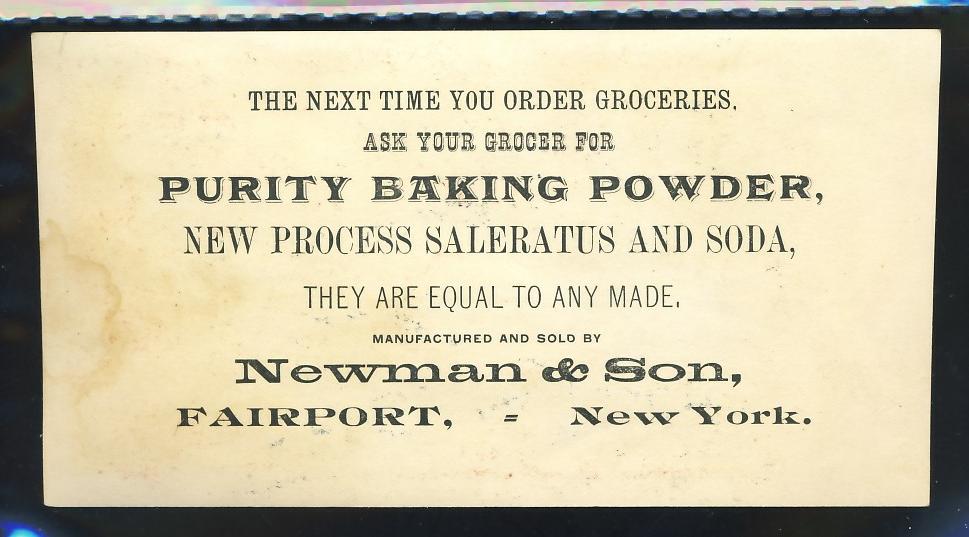 THE NEXT TIME YOU ORDER GROCERIES.
ASK YOUR GROCER FOR
PURITY BAKING POWDER,
NEW PROCESS SALERATUS AND SODA,
THEY ARE EQUAL TO ANY MADE.
MANUFACTURED AND SOLD BY
Newman & Son,
FAIRPORT, = New York.